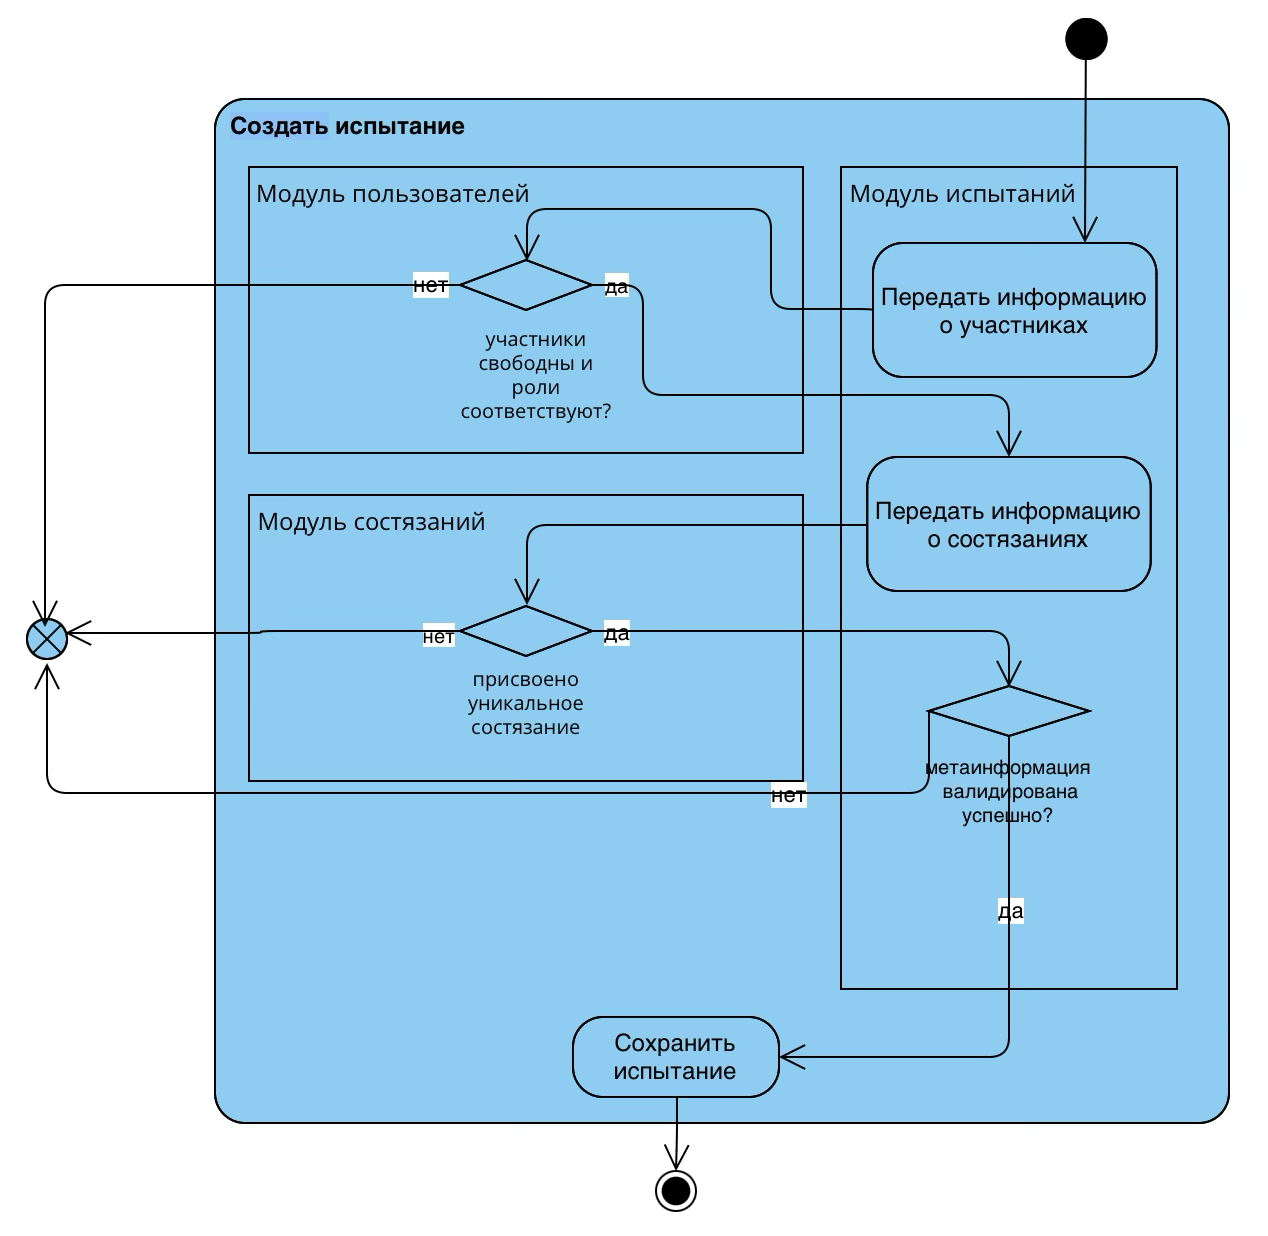 Создать испытание
Модуль пользователей
Модуль испытаний
нет
да
Передать информацию
о участниках
участники
свободны и
роли
соответствуют?
Модуль состязаний
Передать информацию
о состязаниях
нет
да
присвоено
уникальное
состязание
метаинформация
валидирована
успешно?
нет
да
Сохранить
испытание